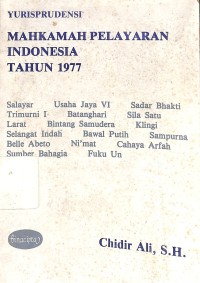 YURISPRUDENSI
MAHKAMAH PELAYARAN
INDONESIA
TAHUN 1977
Salayar Usaha Jaya VI Sadar Bhakti
Trimurni I Batanghari Sila Satu
Larat Bintang Samudera Klingi
Selangat Indah Bawal Putih Sampurna
Belle Abeto Ni'mat Cahaya Arfah
Sumber Bahagia Fuku Un
binacipta
Chidir Ali, S.H.